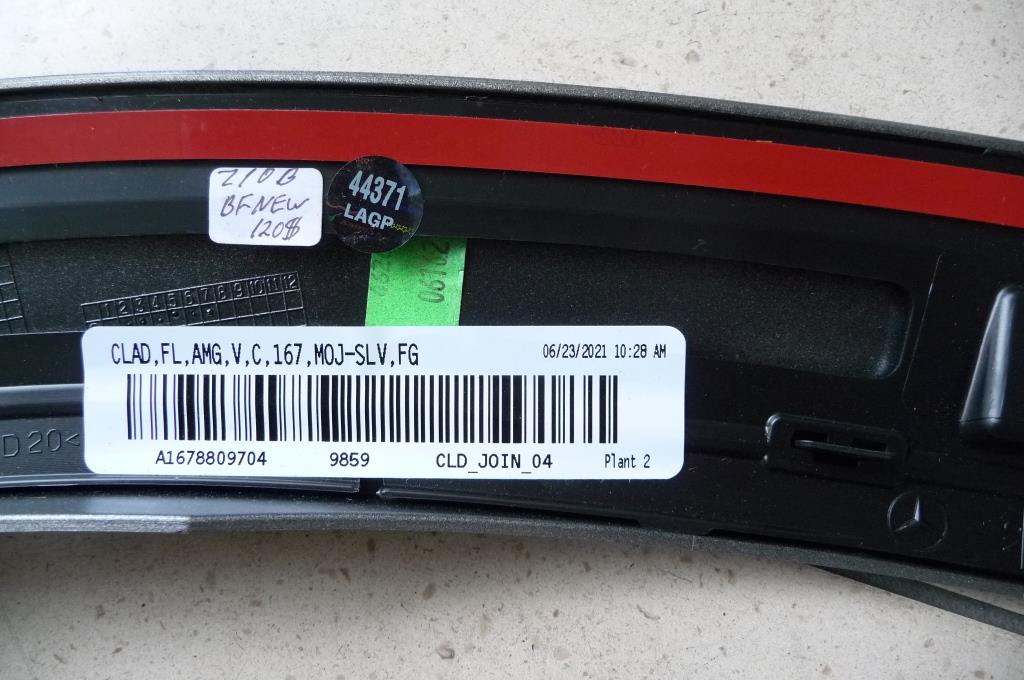 BFNEW
120$
44371
LAGP
1 2 3 4 5 6 7 8 9 10 11 12
CLAD,FL,AMG,V,C,167,MOJ-SLV,FG 06/23/2021 10:28 AM
A1678809704 9859 CLD_JOIN_04 Plant 2
D20<